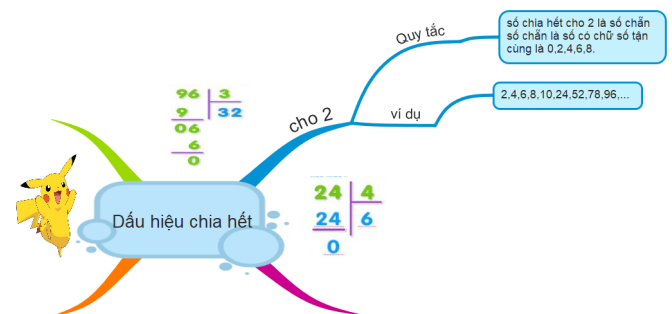 số chia hết cho 2 là số chẵn
số chẵn là số có chữ số tận
cùng là 0,2,4,6,8.
Quy tắc
2,4,6,8,10,24,52,78,96,...
ví dụ
cho 2
96 3
9 32
06
6
0
Dấu hiệu chia hết
24 4
24 6
0